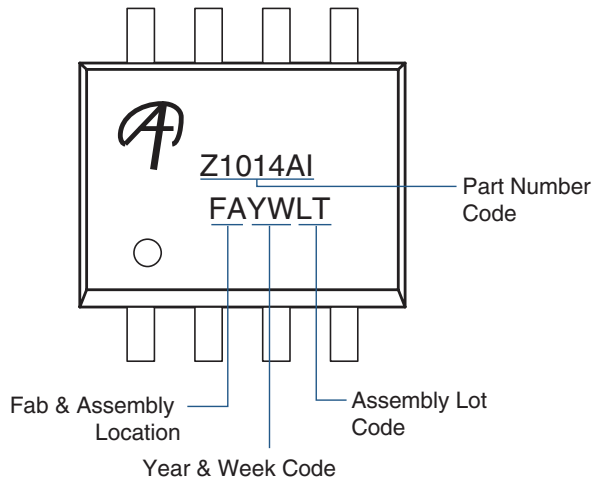 Z1014AI
FAYWLT
Part Number
Code
Fab & Assembly
Location
Assembly Lot
Code
Year & Week Code